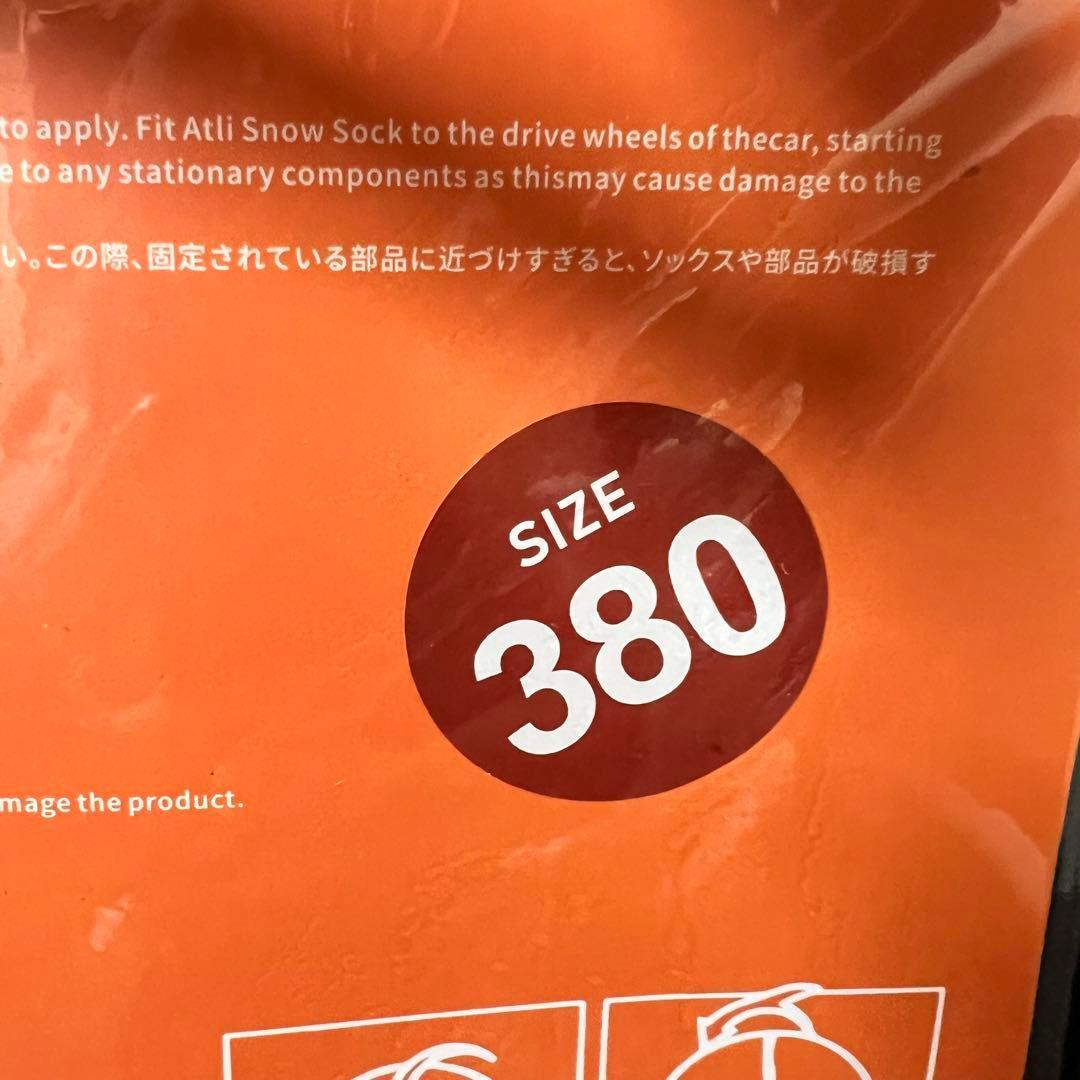 to apply. Fit Atli Snow Sock to the drive wheels of thecar, starting
e to any stationary components as thismay cause damage to the
い。この際、固定されている部品に近づけすぎると、ソックスや部品が破損す
SIZE
380
mage the product.